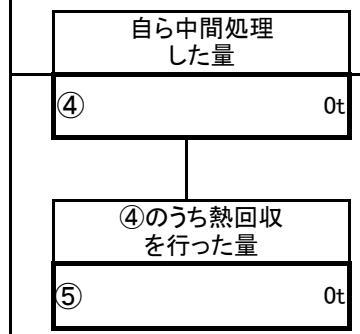 自ら中間処理
した量
④ 0t
④のうち熱回収
を行った量
⑤ 0t